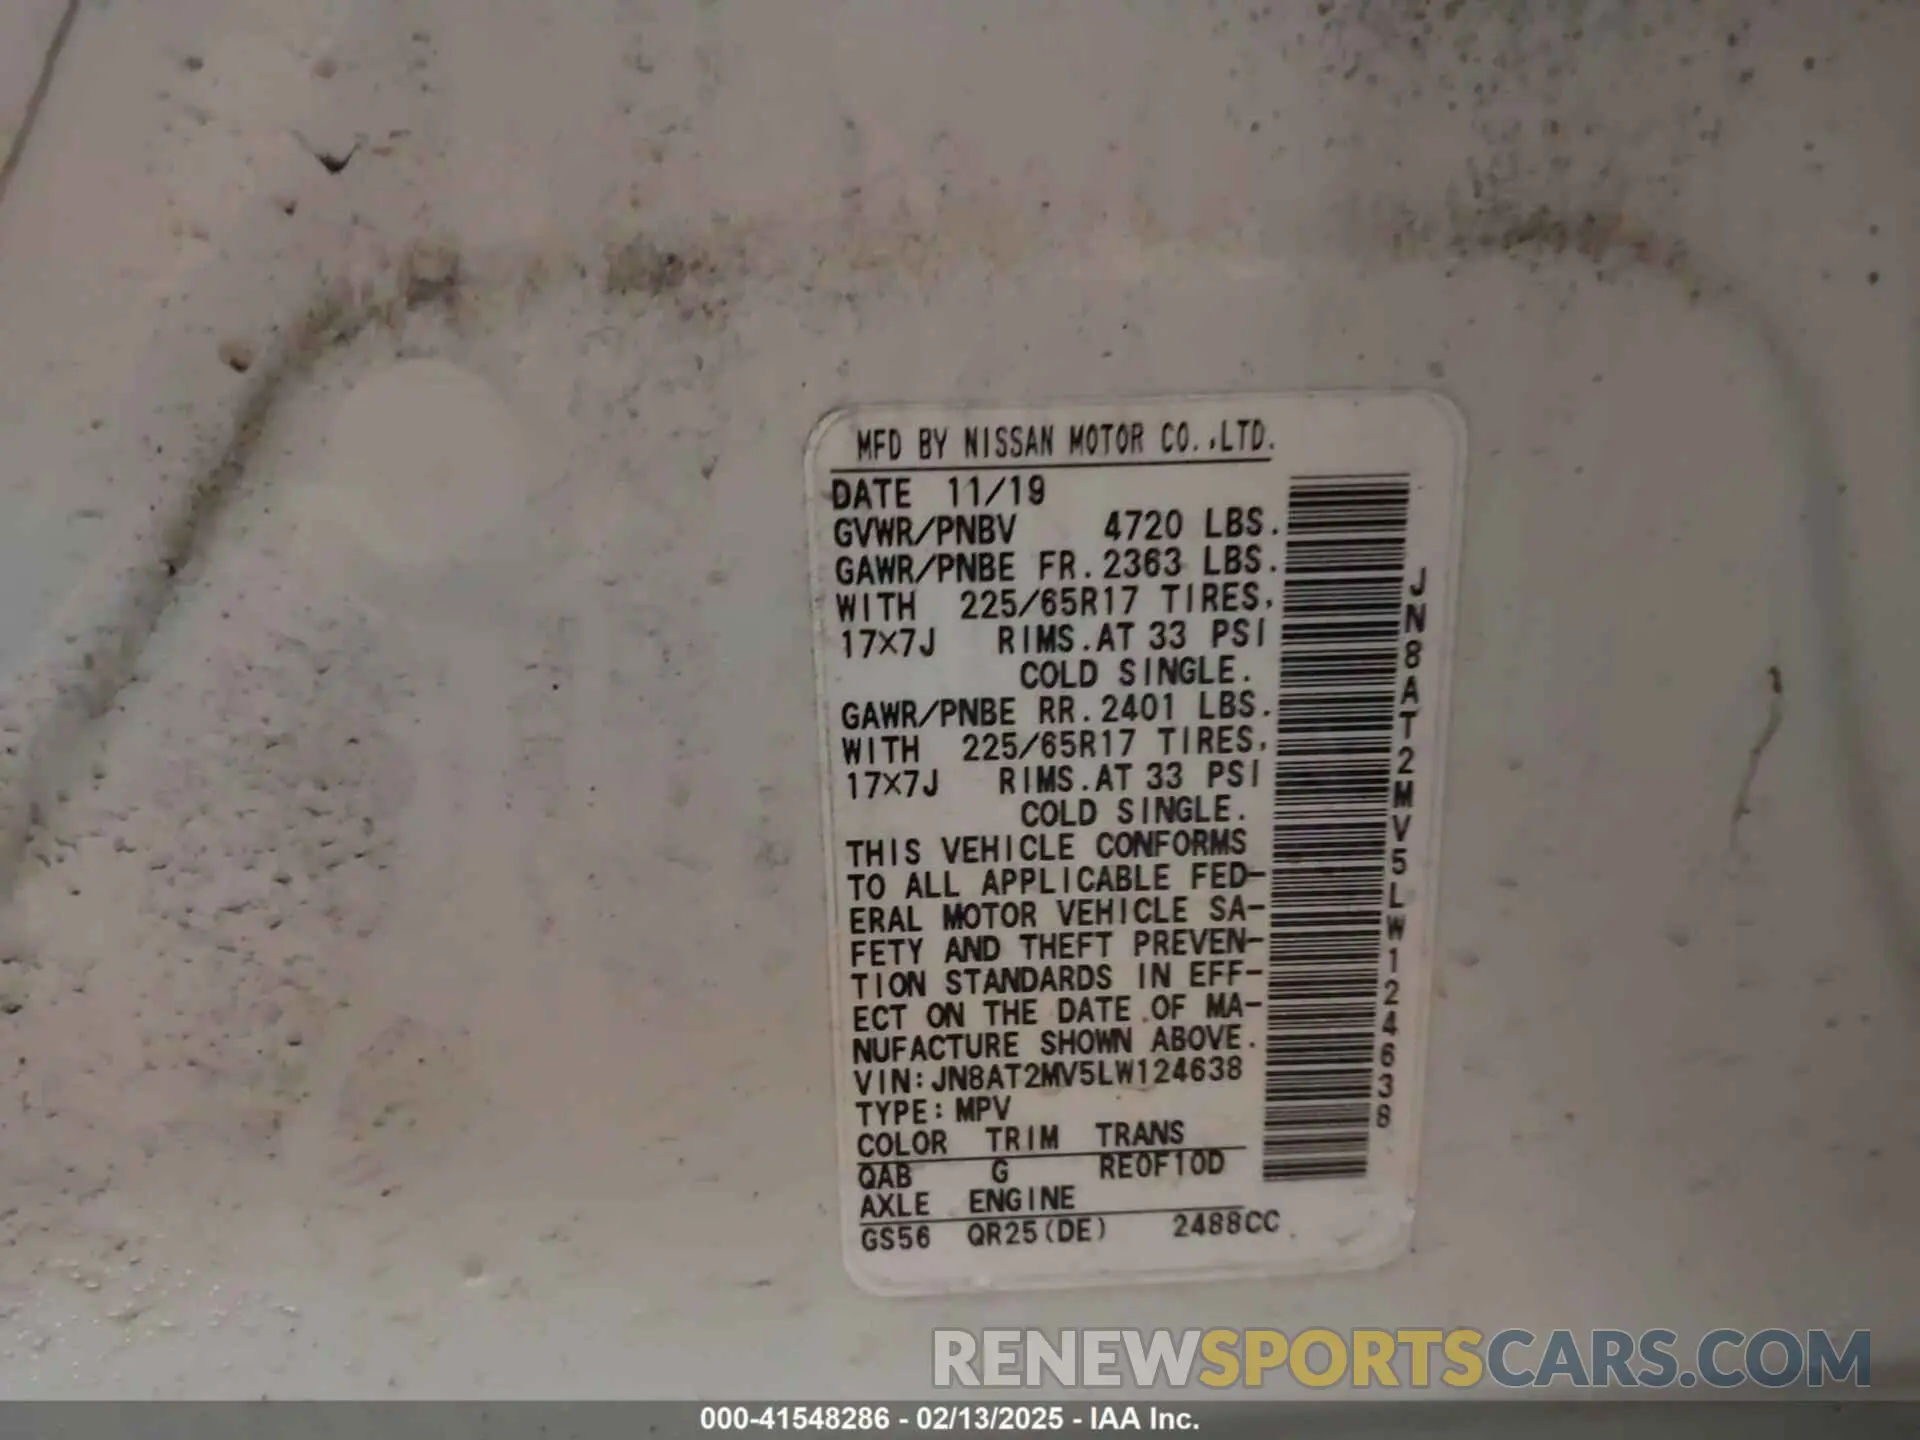 MFD BY NISSAN MOTOR CO.,LTD.
DATE 11/19
GVWR/PNBV 4720 LBS.
GAWR/PNBE FR. 2363 LBS.
WITH 225/65R17 TIRES,
17X7J RIMS.AT 33 PSI
COLD SINGLE.
GAWR/PNBE RR. 2401 LBS.
WITH 225/65R17 TIRES,
17X7J RIMS.AT 33 PSI
COLD SINGLE.
THIS VEHICLE CONFORMS
TO ALL APPLICABLE FED-
ERAL MOTOR VEHICLE SA-
FETY AND THEFT PREVEN-
TION STANDARDS IN EFF-
ECT ON THE DATE OF MA-
NUFACTURE SHOWN ABOVE.
VIN:JN8AT2MV5LW124638
TYPE:MPV
COLOR TRIM TRANS
QAB G RE0F10D
AXLE ENGINE
GS56 QR25(DE) 2488CC
JN8AT2MV5LW124638
RENEWSPORTSCARS.COM
000-41548286 - 02/13/2025 - IAA Inc.